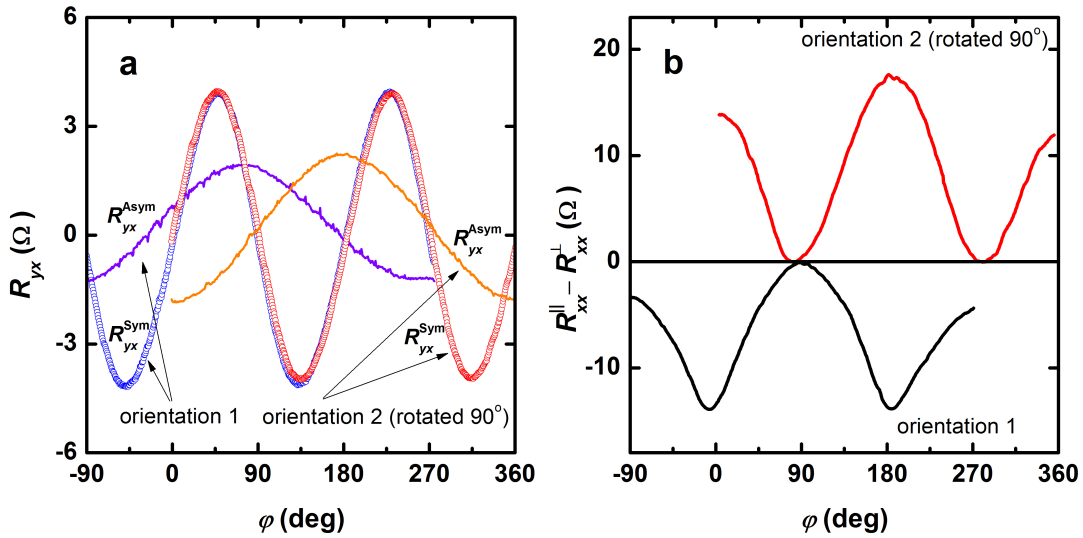 a
R_yx (Ω)
6
3
0
-3
-6
R_yx^Asym
R_yx^Asym
R_yx^Sym
R_yx^Sym
orientation 1
orientation 2 (rotated 90°)
-90 0 90 180 270 360
φ (deg)
b
orientation 2 (rotated 90°)
R_xx^|| – R_xx^⊥ (Ω)
20
10
0
-10
orientation 1
-90 0 90 180 270 360
φ (deg)